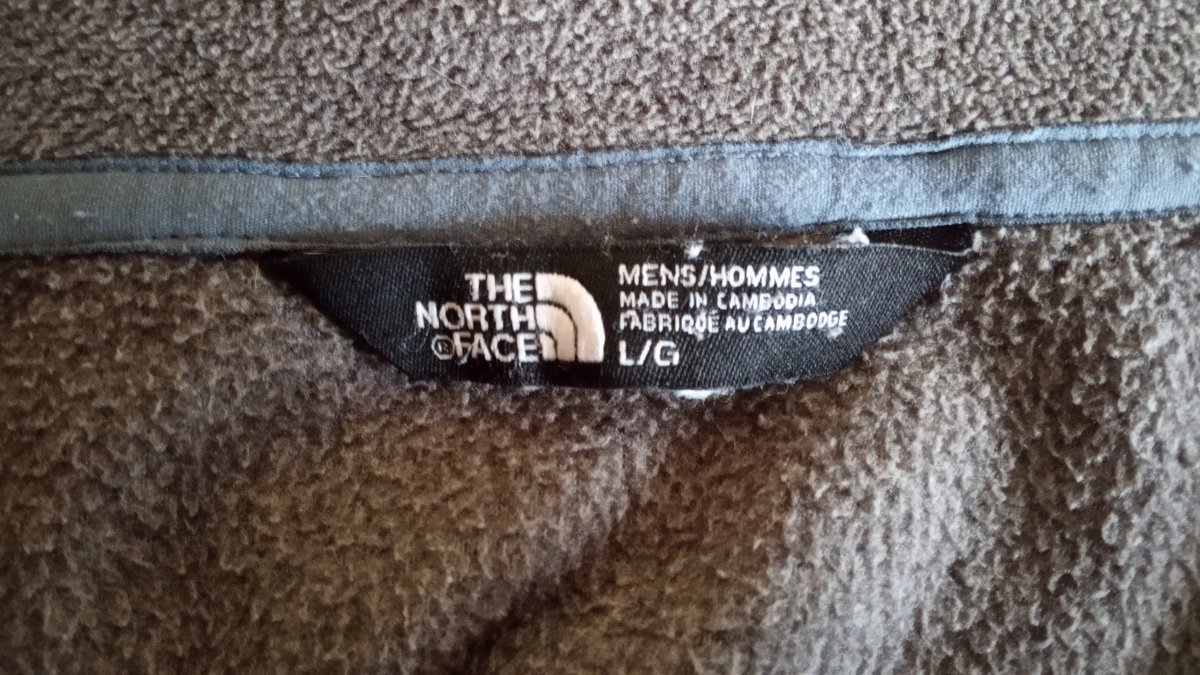 THE
NORTH
®FACE
MENS/HOMMES
MADE IN CAMBODIA
FABRIQUÉ AU CAMBODGE
L/G